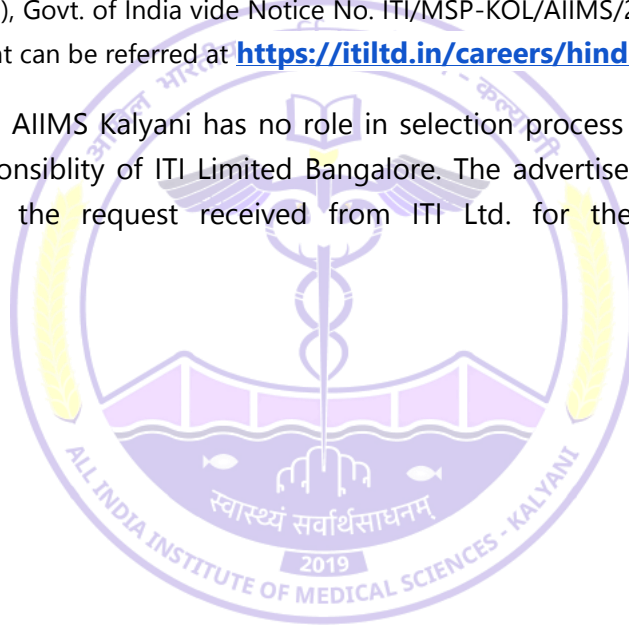 ), Govt. of India vide Notice No. ITI/MSP-KOL/AIIMS/2
nt can be referred at https://itiltd.in/careers/hind
AIIMS Kalyani has no role in selection process
onsiblity of ITI Limited Bangalore. The advertise
the request received from ITI Ltd. for the
स्वास्थ्यं सर्वार्थसाधनम्
2019
ALL INDIA INSTITUTE OF MEDICAL SCIENCES - KALYANI